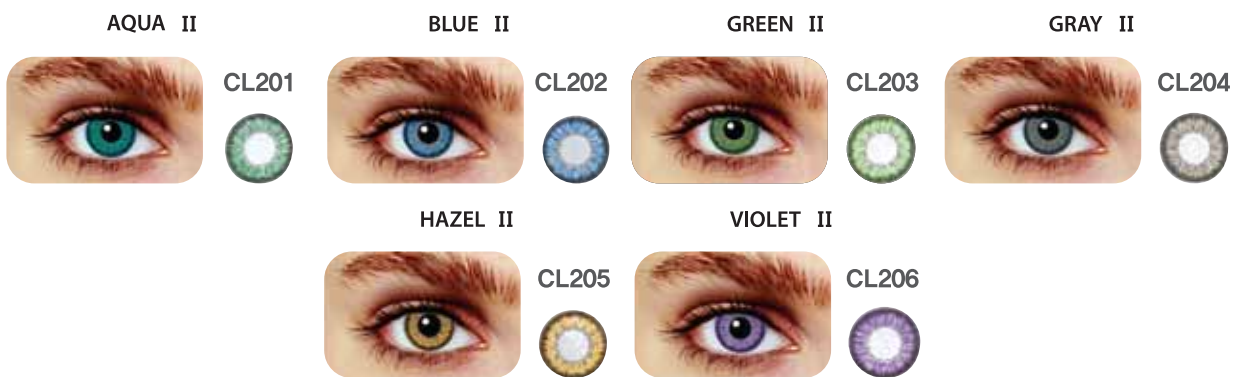 AQUA II
BLUE II
GREEN II
GRAY II
CL201
CL202
CL203
CL204
HAZEL II
VIOLET II
CL205
CL206